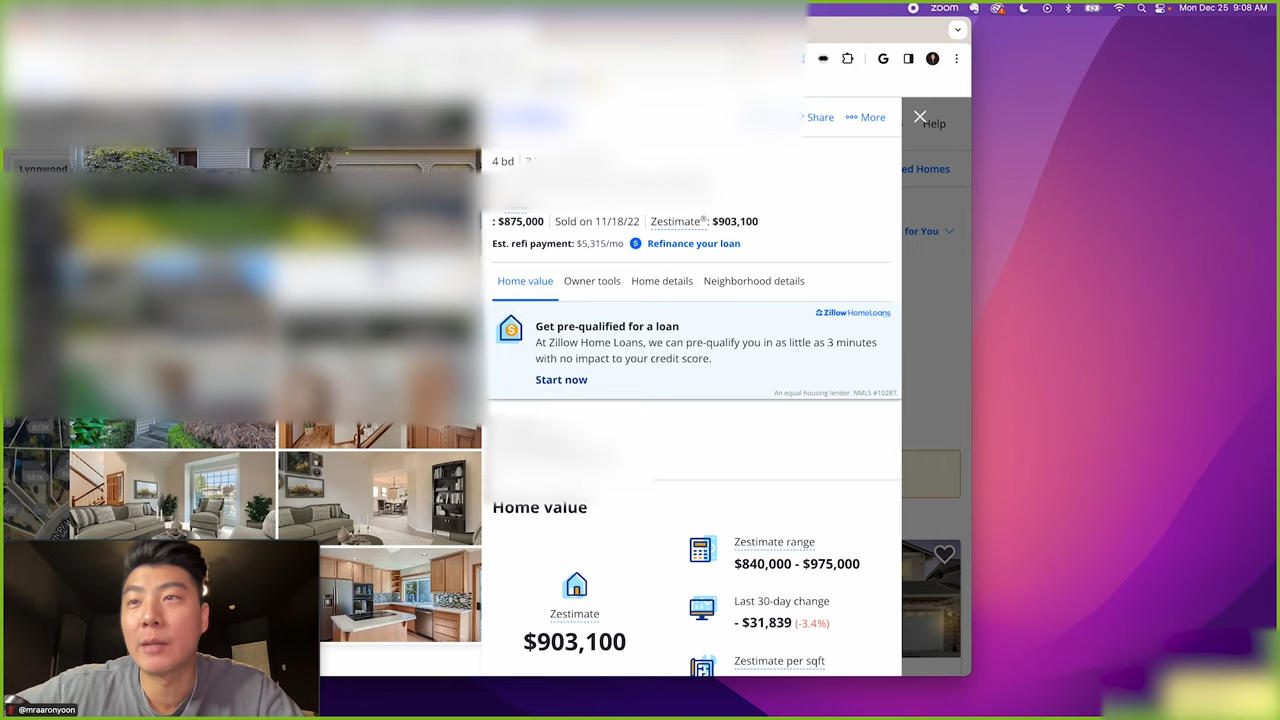 zoom
Mon Dec 25 9:08 AM
Share
More
Help
4 bd
Lynnwood
ed Homes
: $875,000 | Sold on 11/18/22 | Zestimate®: $903,100
for You
Est. refi payment: $5,315/mo $ Refinance your loan
Home value Owner tools Home details Neighborhood details
Zillow HomeLoans
Get pre-qualified for a loan
At Zillow Home Loans, we can pre-qualify you in as little as 3 minutes
with no impact to your credit score.
Start now
An equal housing lender. NMLS #10287.
803K
983K
Home value
Zestimate range
$840,000 - $975,000
Last 30-day change
- $31,839 (-3.4%)
Zestimate
$903,100
Zestimate per sqft
@mraaronyoon